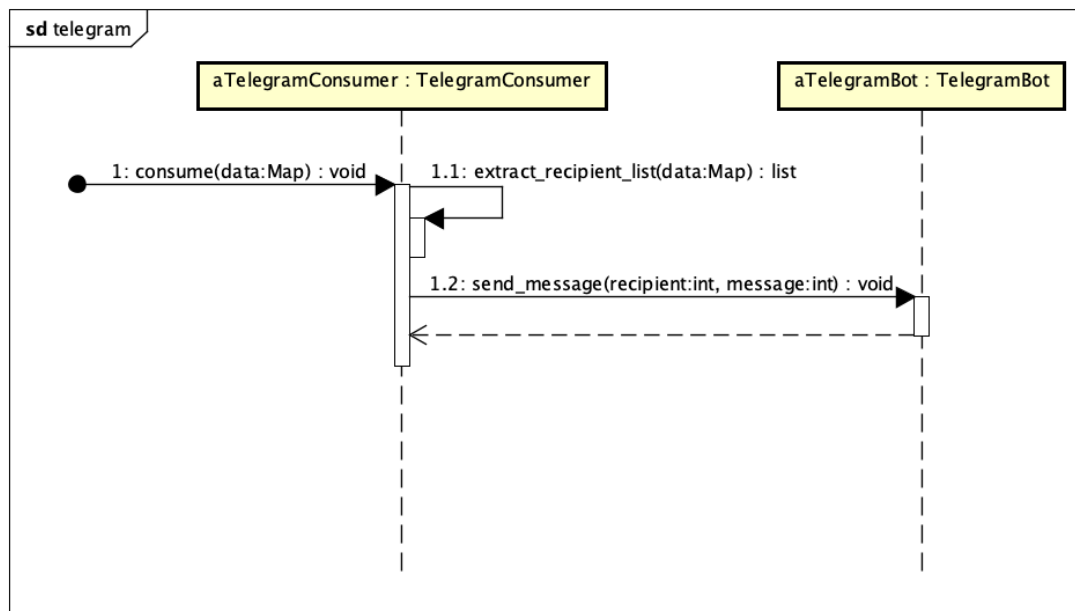 sd telegram
aTelegramConsumer : TelegramConsumer
aTelegramBot : TelegramBot
1: consume(data:Map) : void
1.1: extract_recipient_list(data:Map) : list
1.2: send_message(recipient:int, message:int) : void